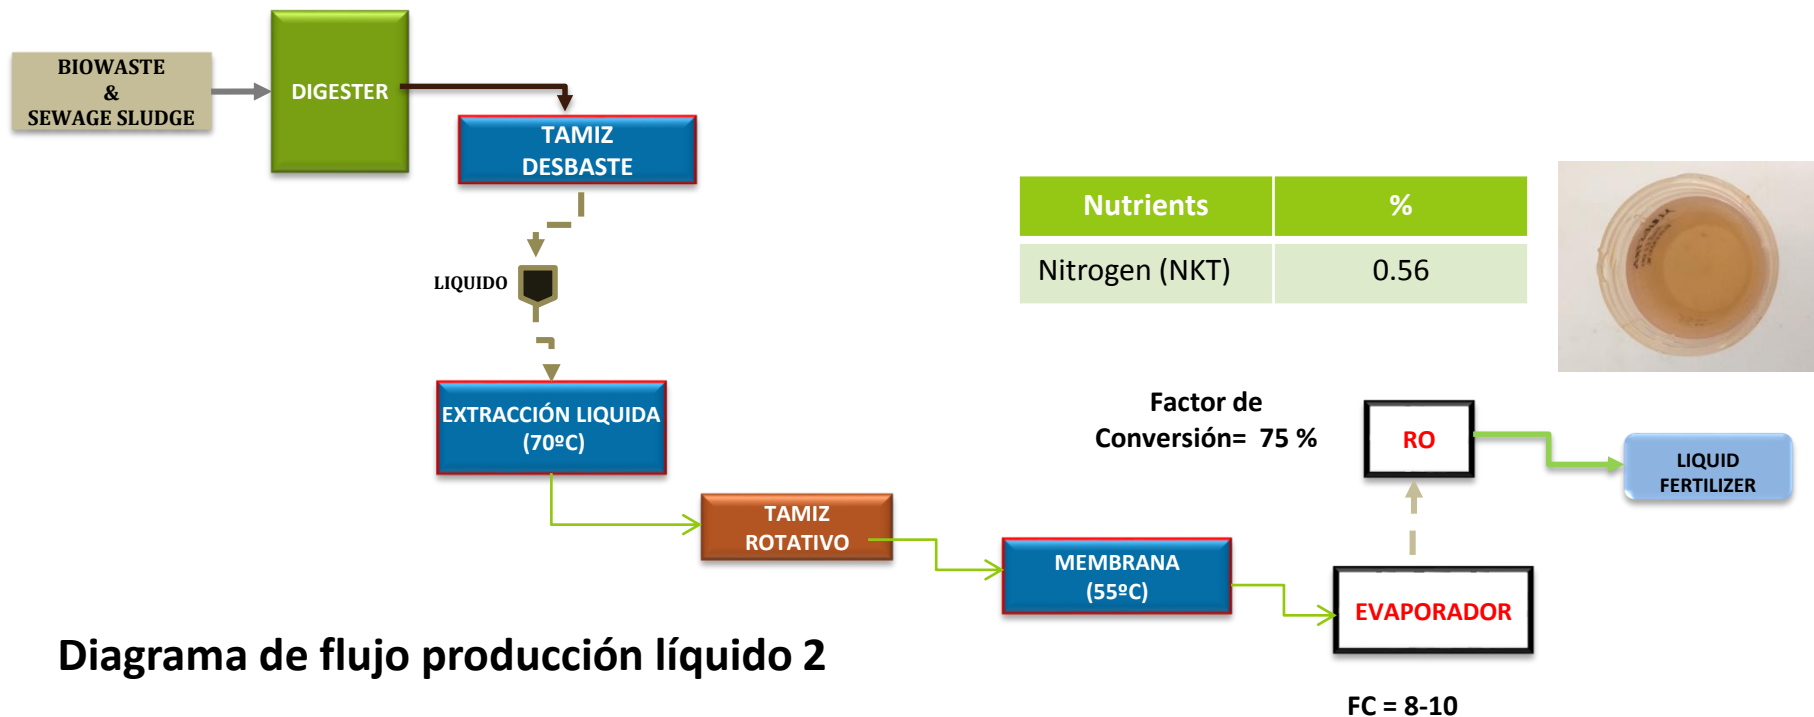 BIOWASTE
&
SEWAGE SLUDGE
DIGESTER
TAMIZ
DESBASTE
LIQUIDO
EXTRACCIÓN LIQUIDA
(70ºC)
TAMIZ
ROTATIVO
MEMBRANA
(55ºC)
EVAPORADOR
FC = 8-10
RO
Factor de
Conversión= 75 %
LIQUID
FERTILIZER
Nutrients %
Nitrogen (NKT) 0.56
Diagrama de flujo producción líquido 2